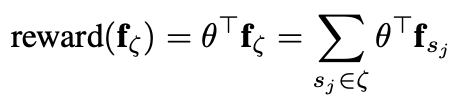 reward(𝐟_ζ) = θ^⊤ 𝐟_ζ = ∑_{s_j∈ζ} θ^⊤ 𝐟_{s_j}